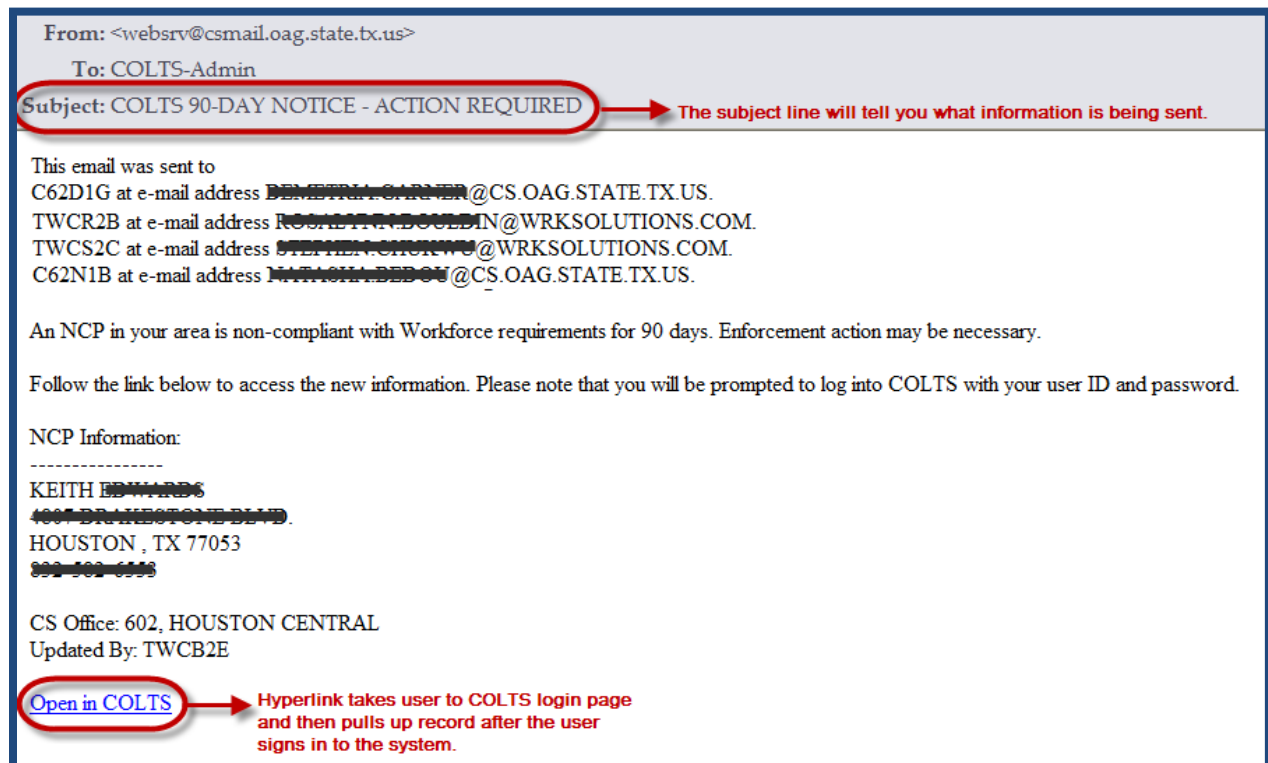 From: <websrv@csmail.oag.state.tx.us>
To: COLTS-Admin
Subject: COLTS 90-DAY NOTICE - ACTION REQUIRED
The subject line will tell you what information is being sent.
This email was sent to
C62D1G at e-mail address @CS.OAG.STATE.TX.US.
TWCR2B at e-mail address @WRKSOLUTIONS.COM.
TWCS2C at e-mail address @WRKSOLUTIONS.COM.
C62N1B at e-mail address @CS.OAG.STATE.TX.US.
An NCP in your area is non-compliant with Workforce requirements for 90 days. Enforcement action may be necessary.
Follow the link below to access the new information. Please note that you will be prompted to log into COLTS with your user ID and password.
NCP Information:
----------------
KEITH
HOUSTON , TX 77053
CS Office: 602, HOUSTON CENTRAL
Updated By: TWCB2E
Open in COLTS
Hyperlink takes user to COLTS login page
and then pulls up record after the user
signs in to the system.